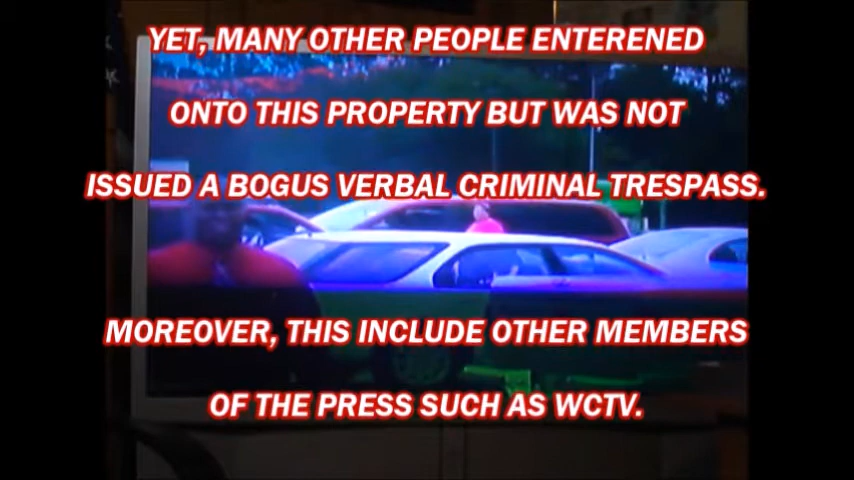 YET, MANY OTHER PEOPLE ENTERENED
ONTO THIS PROPERTY BUT WAS NOT
ISSUED A BOGUS VERBAL CRIMINAL TRESPASS.
MOREOVER, THIS INCLUDE OTHER MEMBERS
OF THE PRESS SUCH AS WCTV.